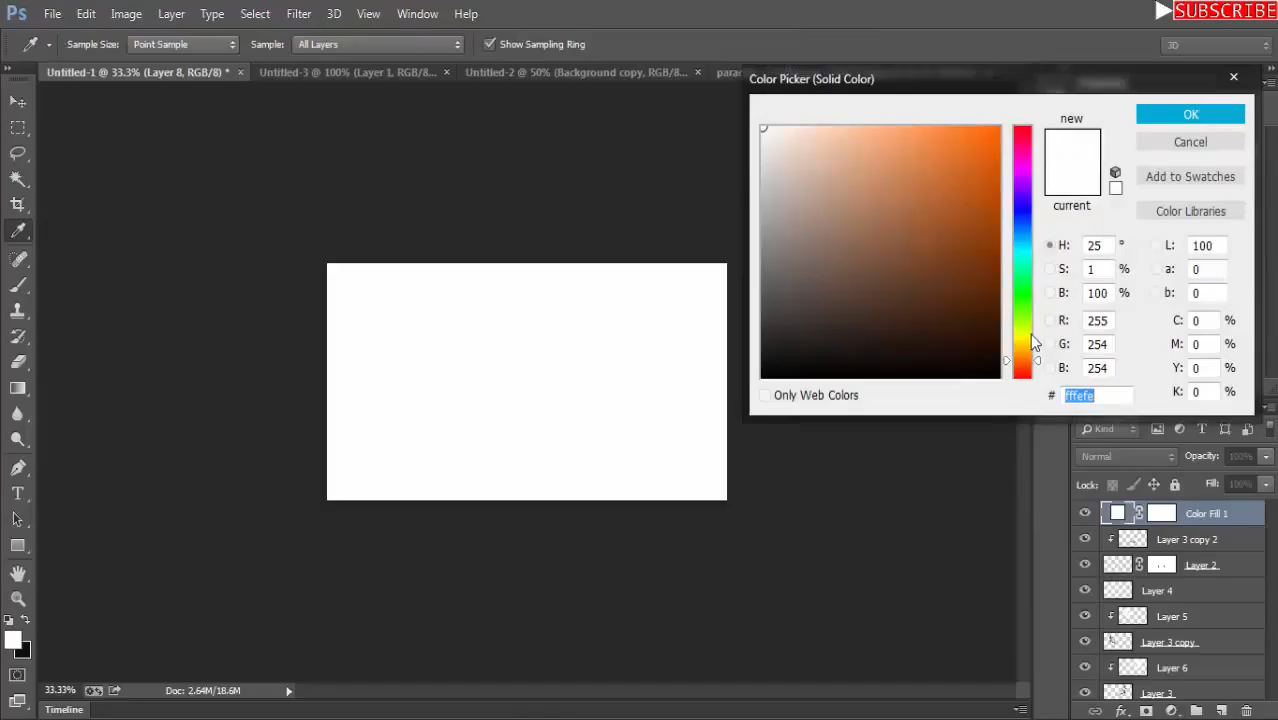 SUBSCRIBE
Ps File Edit Image Layer Type Select Filter 3D View Window Help
Sample Size: Point Sample Sample: All Layers Show Sampling Ring 3D
Untitled-1 @ 33.3% (Layer 8, RGB/8) * × Untitled-3 @ 100% (Layer 1, RGB/8... × Untitled-2 @ 50% (Background copy, RGB/8... ×
Color Picker (Solid Color)
new
current
OK
Cancel
Add to Swatches
Color Libraries
H: 25 ° L: 100
S: 1 % a: 0
B: 100 % b: 0
R: 255 C: 0 %
G: 254 M: 0 %
B: 254 Y: 0 %
# fffefe K: 0 %
Only Web Colors
Kind
Normal Opacity: 100%
Lock: Fill: 100%
Color Fill 1
Layer 3 copy 2
Layer 2
Layer 4
Layer 5
Layer 3 copy
Layer 6
Layer 3
33.33% Doc: 2.64M/18.6M
Timeline